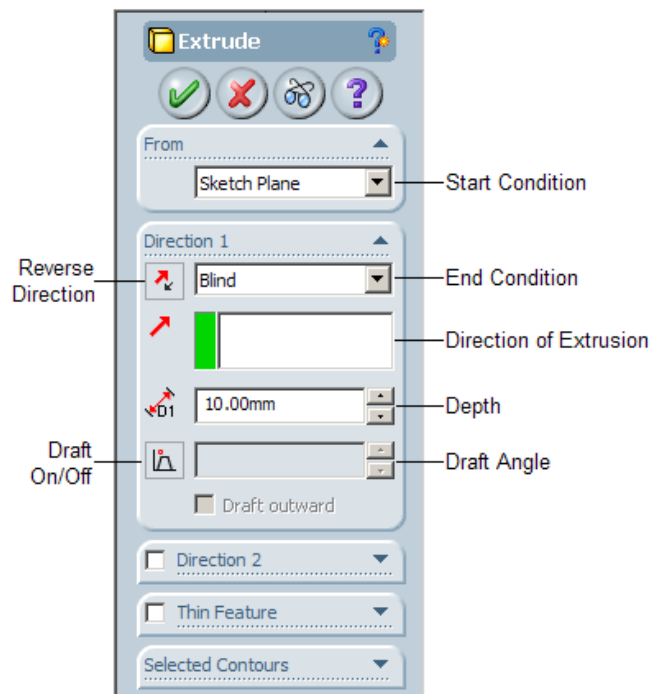 Extrude
From
Sketch Plane
Start Condition
Direction 1
Reverse
Direction
Blind
End Condition
Direction of Extrusion
D1
10.00mm
Depth
Draft
On/Off
Draft Angle
Draft outward
Direction 2
Thin Feature
Selected Contours